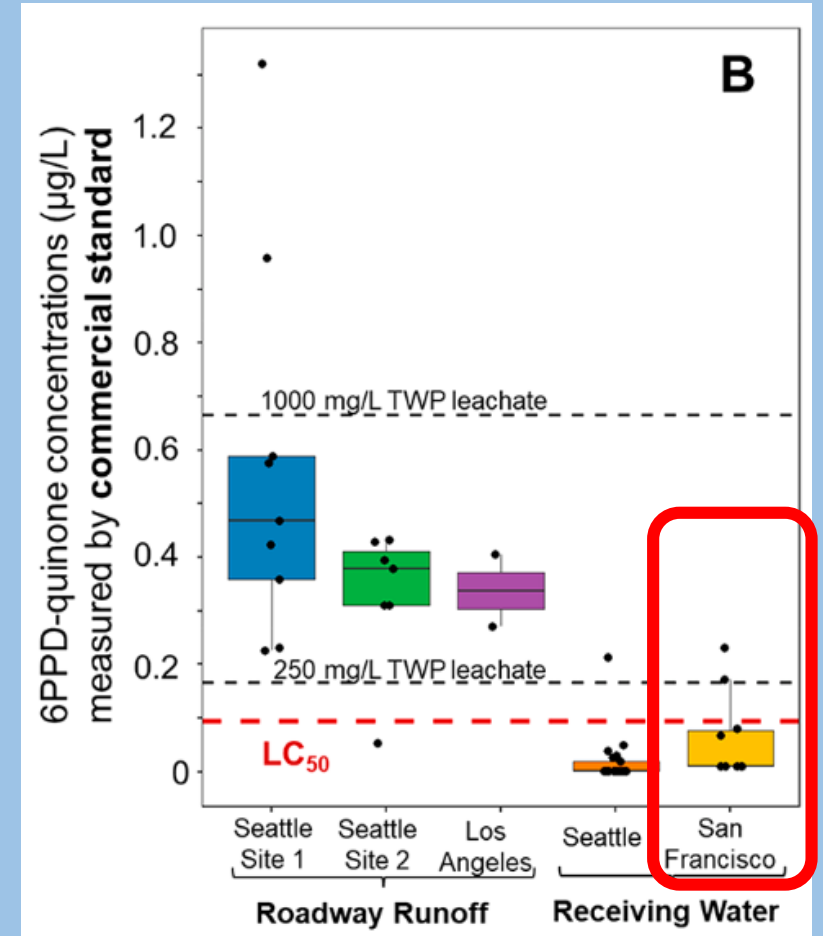 B
6PPD-quinone concentrations (µg/L)
measured by commercial standard
1.2
1.0
0.8
0.6
0.4
0.2
0
1000 mg/L TWP leachate
250 mg/L TWP leachate
LC50
Seattle
Site 1
Seattle
Site 2
Los
Angeles
Seattle
San
Francisco
Roadway Runoff
Receiving Water